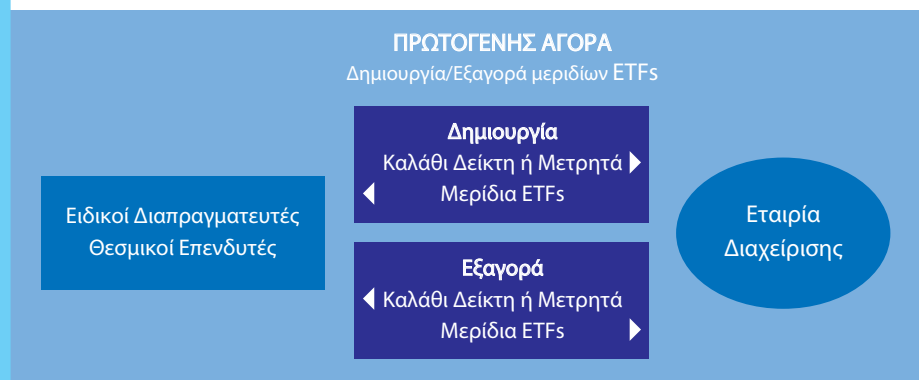 ΠΡΩΤΟΓΕΝΗΣ ΑΓΟΡΑ
Δημιουργία/Εξαγορά μεριδίων ETFs
Ειδικοί Διαπραγματευτές
Θεσμικοί Επενδυτές
Δημιουργία
Καλάθι Δείκτη ή Μετρητά
Μερίδια ETFs
Εξαγορά
Καλάθι Δείκτη ή Μετρητά
Μερίδια ETFs
Εταιρία
Διαχείρισης